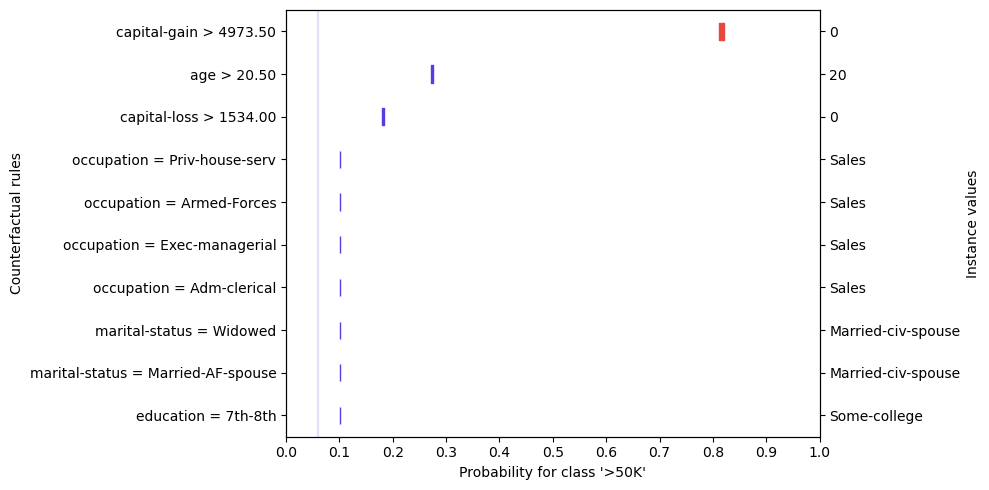 capital-gain > 4973.50 0
age > 20.50 20
capital-loss > 1534.00 0
occupation = Priv-house-serv Sales
occupation = Armed-Forces Sales
occupation = Exec-managerial Sales
occupation = Adm-clerical Sales
marital-status = Widowed Married-civ-spouse
marital-status = Married-AF-spouse Married-civ-spouse
education = 7th-8th Some-college
Counterfactual rules
Instance values
0.0 0.1 0.2 0.3 0.4 0.5 0.6 0.7 0.8 0.9 1.0
Probability for class '>50K'